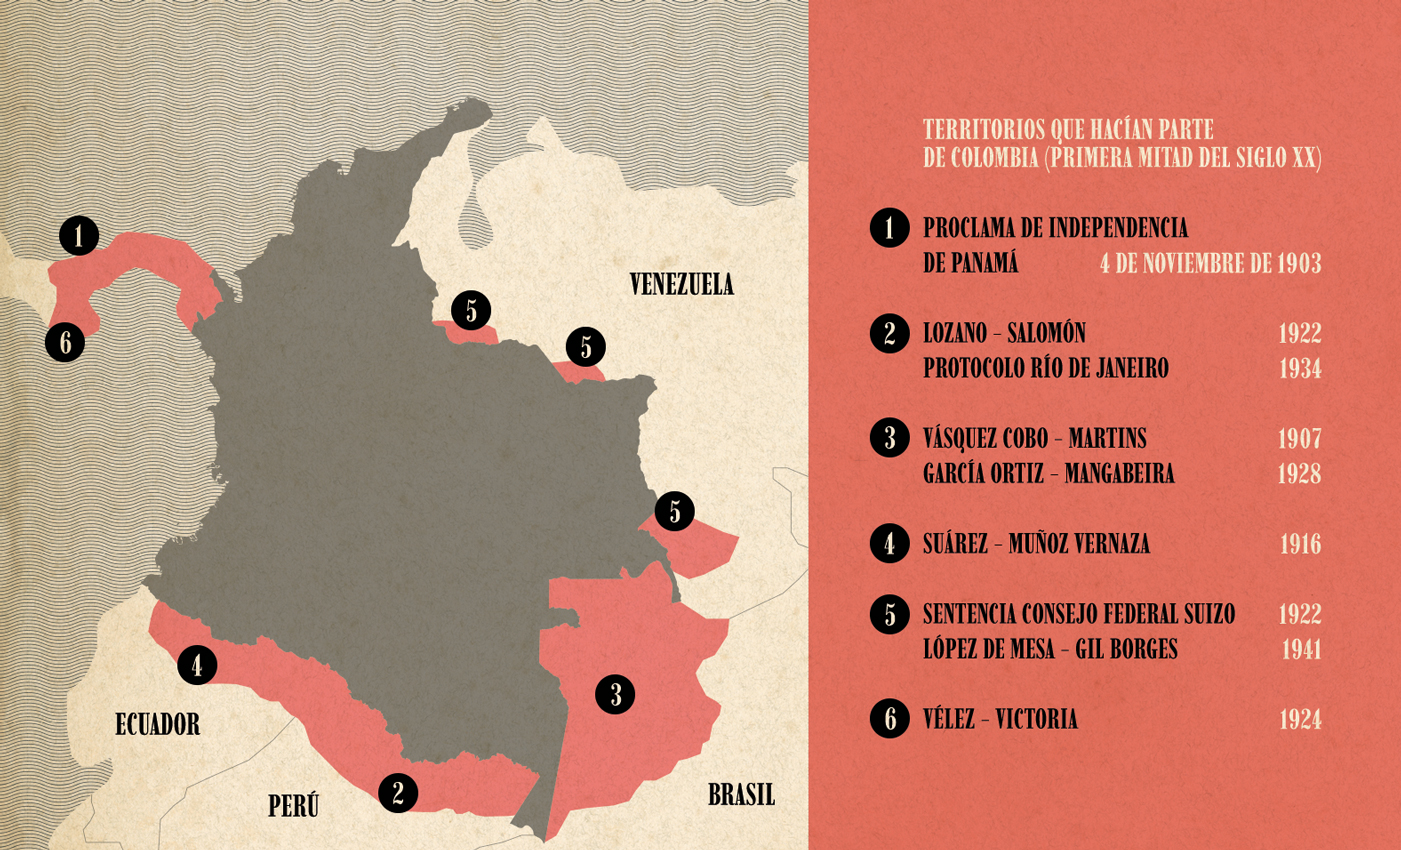 1
6
5
5
5
4
3
2
VENEZUELA
ECUADOR
PERÚ
BRASIL
TERRITORIOS QUE HACÍAN PARTE
DE COLOMBIA (PRIMERA MITAD DEL SIGLO XX)
1 PROCLAMA DE INDEPENDENCIA
DE PANAMÁ 4 DE NOVIEMBRE DE 1903
2 LOZANO – SALOMÓN 1922
PROTOCOLO RÍO DE JANEIRO 1934
3 VÁSQUEZ COBO – MARTINS 1907
GARCÍA ORTIZ – MANGABEIRA 1928
4 SUÁREZ – MUÑOZ VERNAZA 1916
5 SENTENCIA CONSEJO FEDERAL SUIZO 1922
LÓPEZ DE MESA – GIL BORGES 1941
6 VÉLEZ – VICTORIA 1924